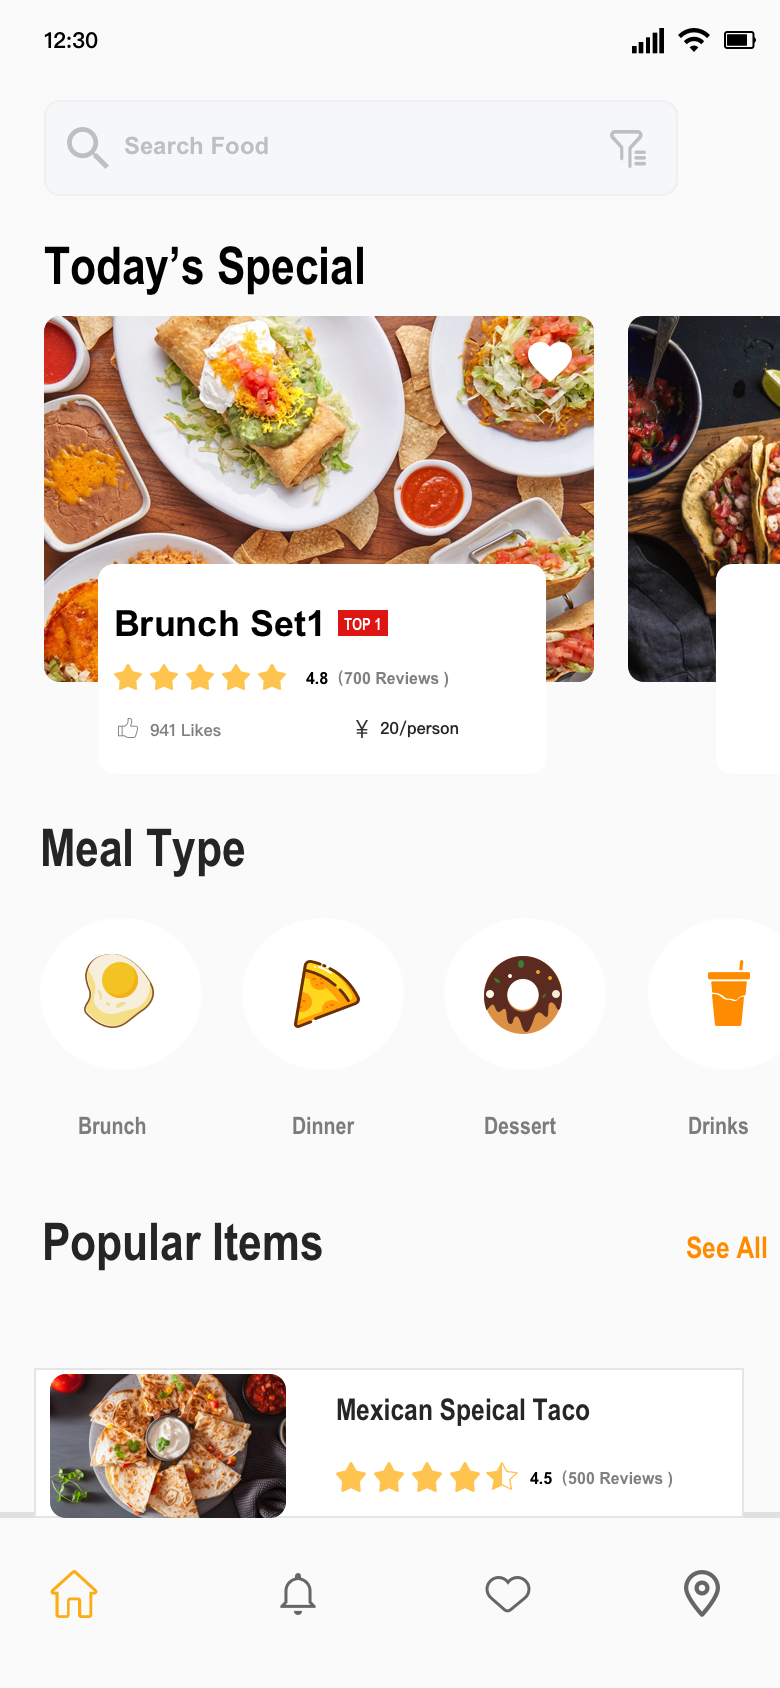 12:30
Search Food
Today’s Special
Brunch Set1 TOP 1
4.8 (700 Reviews )
941 Likes ¥ 20/person
Meal Type
Brunch Dinner Dessert Drinks
Popular Items See All
Mexican Speical Taco
4.5 (500 Reviews )